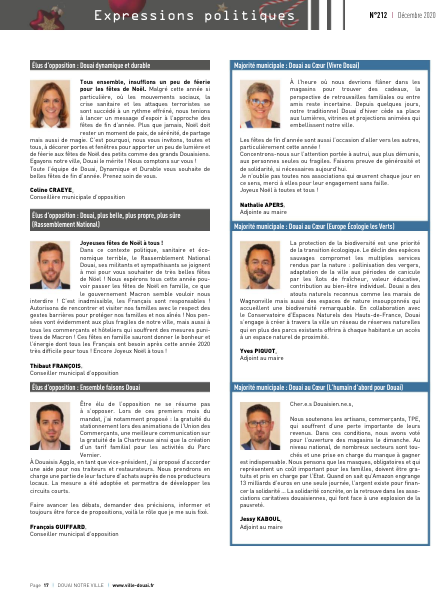 Expressions politiques
N°212 | Décembre 2020
Élus d'opposition : Douai dynamique et durable
Tous ensemble, insufflons un peu de féerie
pour les fêtes de Noël. Malgré cette année si
particulière, où les mouvements sociaux, la
crise sanitaire et les attaques terroristes se
sont succédé à un rythme effréné, nous tenions
à lancer un message d'espoir à l'approche des
fêtes de fin d'année. Plus que jamais, Noël doit
rester un moment de paix, de sérénité, de partage
mais aussi de magie. C'est pourquoi, nous vous invitons, toutes et
tous, à décorer portes et fenêtres pour apporter un peu de lumière et
de féerie aux fêtes de Noël des petits comme des grands Douaisiens.
Egayons notre ville, Douai le mérite ! Nous comptons sur vous !
Toute l'équipe de Douai, Dynamique et Durable vous souhaite de
belles fêtes de fin d'année. Prenez soin de vous.
Coline CRAEYE,
Conseillère municipale d'opposition
Élus d'opposition : Douai, plus belle, plus propre, plus sûre
(Rassemblement National)
Joyeuses fêtes de Noël à tous !
Dans ce contexte politique, sanitaire et éco-
nomique terrible, le Rassemblement National
Douai, ses militants et sympathisants se joignent
à moi pour vous souhaiter de très belles fêtes
de Noël ! Nous espérons tous cette année pou-
voir passer les fêtes de Noël en famille, ce que
le gouvernement Macron semble vouloir nous
interdire ! C'est inadmissible, les Français sont responsables !
Autorisons de rencontrer et visiter nos familles avec le respect des
gestes barrières pour protéger nos familles et nos aînés ! Nos pen-
sées vont évidemment aux plus fragiles de notre ville, mais aussi à
tous les commerçants et hôteliers qui souffrent des mesures puni-
tives de Macron ! Ces fêtes en famille sauront donner le bonheur et
l'énergie dont tous les Français ont besoin après cette année 2020
très difficile pour tous ! Encore Joyeux Noël à tous !
Thibaut FRANÇOIS,
Conseiller municipal d'opposition
Élus d'opposition : Ensemble faisons Douai
Être élu de l'opposition ne se résume pas
à s'opposer. Lors de ces premiers mois du
mandat, j'ai notamment proposé : la gratuité du
stationnement lors des animations de l'Union des
Commerçants, une meilleure communication sur
la gratuité de la Chartreuse ainsi que la création
d'un tarif familial pour les activités du Parc
Vernier.
À Douaisis Agglo, en tant que vice-président, j'ai proposé d'accorder
une aide pour nos traiteurs et restaurateurs. Nous prendrons en
charge une partie de leur facture d'achats auprès de nos producteurs
locaux. La mesure a été adoptée et permettra de développer les
circuits courts.
Faire avancer les débats, demander des précisions, informer et
toujours être force de propositions, voilà le rôle que je me suis fixé.
François GUIFFARD,
Conseiller municipal d'opposition
Majorité municipale : Douai au Cœur (Vivre Douai)
À l'heure où nous devrions flâner dans les
magasins pour trouver des cadeaux, la
perspective de retrouvailles familiales ou entre
amis reste incertaine. Depuis quelques jours,
notre traditionnel Douai d'hiver cède sa place
aux lumières, vitrines et projections animées qui
embellissent notre ville.
Les fêtes de fin d'année sont aussi l'occasion d'aller vers les autres,
particulièrement cette année !
Concentrons-nous sur l'attention portée à autrui, aux plus démunis,
aux personnes seules ou fragiles. Faisons preuve de générosité et
de solidarité, si nécessaires aujourd'hui.
Je n'oublie pas toutes nos associations qui œuvrent chaque jour en
ce sens, merci à elles pour leur engagement sans faille.
Joyeux Noël à toutes et tous !
Nathalie APERS,
Adjointe au maire
Majorité municipale : Douai au Cœur (Europe Écologie les Verts)
La protection de la biodiversité est une priorité
de la transition écologique. Le déclin des espèces
sauvages compromet les multiples services
rendus par la nature : pollinisation des vergers,
adaptation de la ville aux périodes de canicule
par les îlots de fraîcheur, valeur éducative,
contribution au bien-être individuel. Douai a des
atouts naturels reconnus comme les marais de
Wagnonville mais aussi des espaces de nature insoupçonnés qui
accueillent une biodiversité remarquable. En collaboration avec
le Conservatoire d'Espaces Naturels des Hauts-de-France, Douai
s'engage à créer à travers la ville un réseau de réserves naturelles
qui en plus des parcs existants offrira à chaque habitant·e un accès
à un espace naturel de proximité.
Yves PIQUOT,
Adjoint au maire
Majorité municipale : Douai au Cœur (L'humain d'abord pour Douai)
Cher.e.s Douaisien.ne.s,
Nous soutenons les artisans, commerçants, TPE,
qui souffrent d'une perte importante de leurs
revenus. Dans ces conditions, nous avons voté
pour l'ouverture des magasins le dimanche. Au
niveau national, de nombreux secteurs sont tou-
chés et une prise en charge du manque à gagner
est indispensable. Nous pensons que les masques, obligatoires et qui
représentent un coût important pour les familles, doivent être gra-
tuits et pris en charge par l'Etat. Quand on sait qu'Amazon engrange
13 milliards d'euros en une seule journée, l'argent existe pour finan-
cer la solidarité ... La solidarité concrète, on la retrouve dans les asso-
ciations caritatives douaisiennes, qui font face à une explosion de la
pauvreté.
Jessy KABOUL,
Adjoint au maire
Page 17 | DOUAI NOTRE VILLE | www.ville-douai.fr